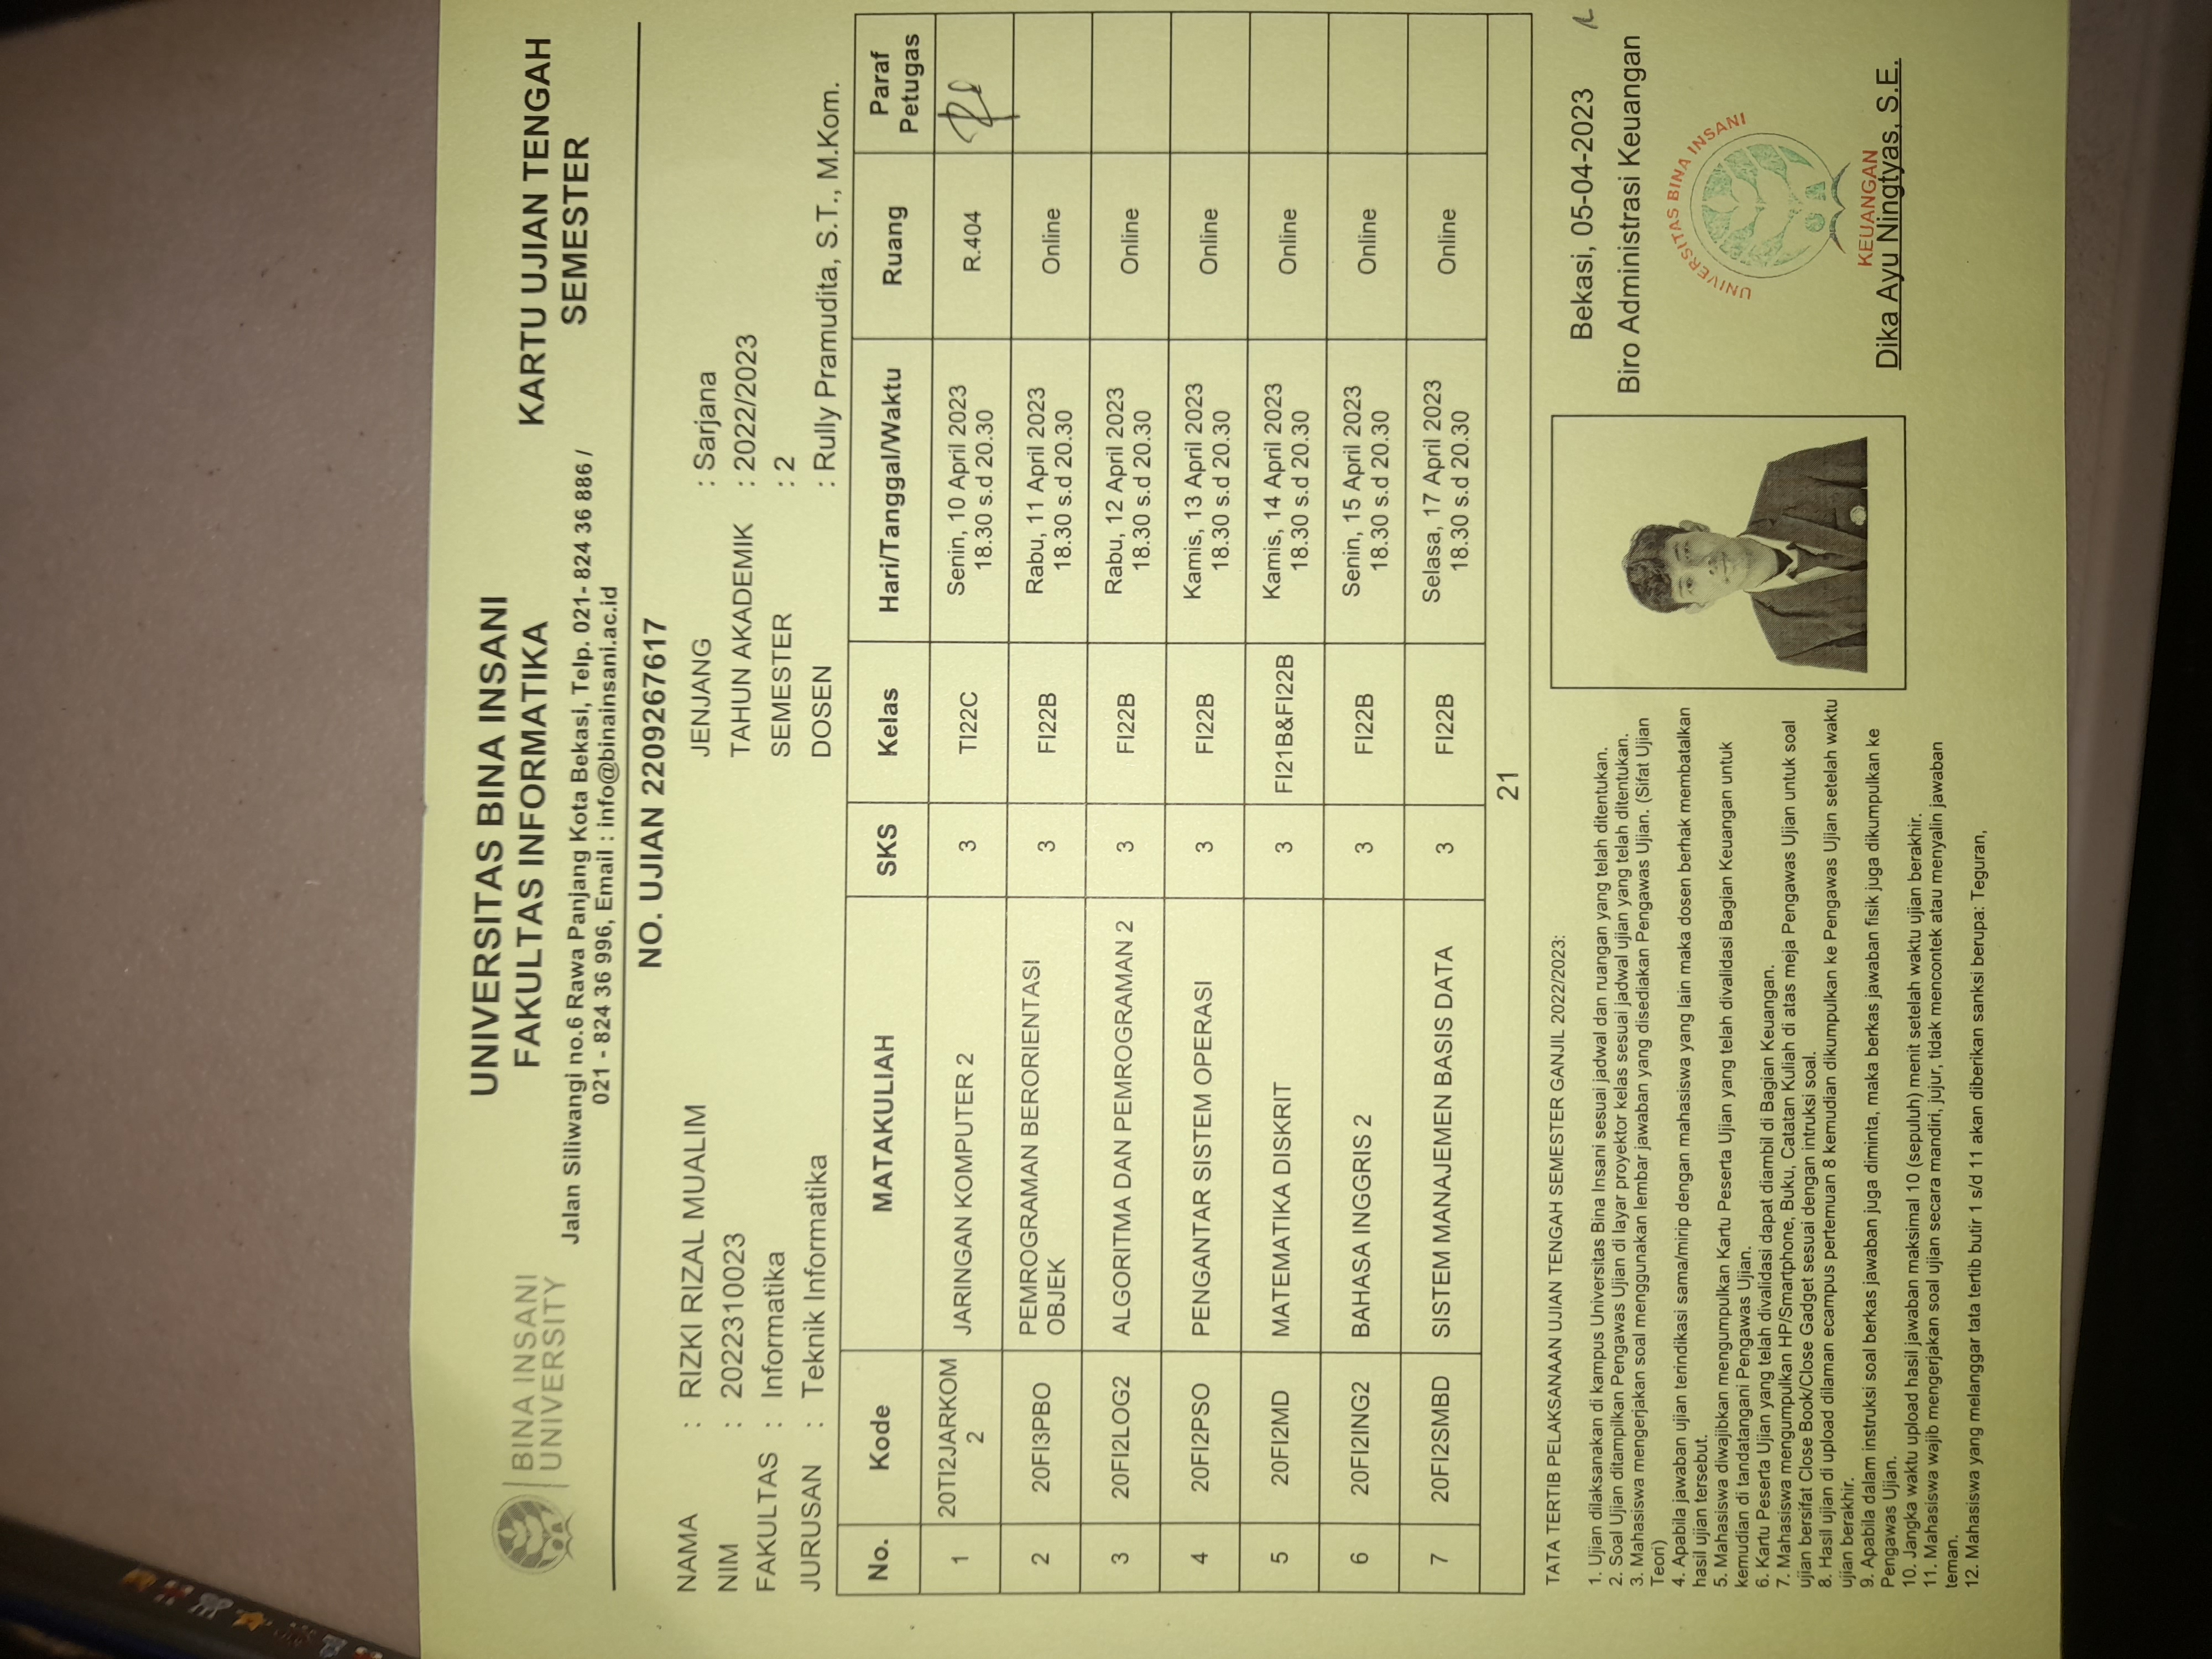 BINA INSANI
UNIVERSITY
UNIVERSITAS BINA INSANI
FAKULTAS INFORMATIKA
Jalan Siliwangi no.6 Rawa Panjang Kota Bekasi, Telp. 021- 824 36 886 /
021 - 824 36 996, Email : info@binainsani.ac.id
KARTU UJIAN TENGAH
SEMESTER
NO. UJIAN 2209267617
NAMA : RIZKI RIZAL MUALIM
NIM : 2022310023
FAKULTAS : Informatika
JURUSAN : Teknik Informatika
JENJANG : Sarjana
TAHUN AKADEMIK : 2022/2023
SEMESTER : 2
DOSEN : Rully Pramudita, S.T., M.Kom.
No. Kode MATAKULIAH SKS Kelas Hari/Tanggal/Waktu Ruang Paraf Petugas
1 20TI2JARKOM2 JARINGAN KOMPUTER 2 3 TI22C Senin, 10 April 2023 18.30 s.d 20.30 R.404
2 20FI3PBO PEMROGRAMAN BERORIENTASI OBJEK 3 FI22B Rabu, 11 April 2023 18.30 s.d 20.30 Online
3 20FI2LOG2 ALGORITMA DAN PEMROGRAMAN 2 3 FI22B Rabu, 12 April 2023 18.30 s.d 20.30 Online
4 20FI2PSO PENGANTAR SISTEM OPERASI 3 FI22B Kamis, 13 April 2023 18.30 s.d 20.30 Online
5 20FI2MD MATEMATIKA DISKRIT 3 FI21B&FI22B Kamis, 14 April 2023 18.30 s.d 20.30 Online
6 20FI2ING2 BAHASA INGGRIS 2 3 FI22B Senin, 15 April 2023 18.30 s.d 20.30 Online
7 20FI2SMBD SISTEM MANAJEMEN BASIS DATA 3 FI22B Selasa, 17 April 2023 18.30 s.d 20.30 Online
21
TATA TERTIB PELAKSANAAN UJIAN TENGAH SEMESTER GANJIL 2022/2023:
1. Ujian dilaksanakan di kampus Universitas Bina Insani sesuai jadwal dan ruangan yang telah ditentukan.
2. Soal Ujian ditampilkan Pengawas Ujian di layar proyektor kelas sesuai jadwal ujian yang telah ditentukan.
3. Mahasiswa mengerjakan soal menggunakan lembar jawaban yang disediakan Pengawas Ujian. (Sifat Ujian
Teori)
4. Apabila jawaban ujian terindikasi sama/mirip dengan mahasiswa yang lain maka dosen berhak membatalkan
hasil ujian tersebut.
5. Mahasiswa diwajibkan mengumpulkan Kartu Peserta Ujian yang telah divalidasi Bagian Keuangan untuk
kemudian di tandatangani Pengawas Ujian.
6. Kartu Peserta Ujian yang telah divalidasi dapat diambil di Bagian Keuangan.
7. Mahasiswa mengumpulkan HP/Smartphone, Buku, Catatan Kuliah di atas meja Pengawas Ujian untuk soal
ujian bersifat Close Book/Close Gadget sesuai dengan intruksi soal.
8. Hasil ujian di upload dilaman ecampus pertemuan 8 kemudian dikumpulkan ke Pengawas Ujian setelah waktu
ujian berakhir.
9. Apabila dalam instruksi soal berkas jawaban juga diminta, maka berkas jawaban fisik juga dikumpulkan ke
Pengawas Ujian.
10. Jangka waktu upload hasil jawaban maksimal 10 (sepuluh) menit setelah waktu ujian berakhir.
11. Mahasiswa wajib mengerjakan soal ujian secara mandiri, jujur, tidak mencontek atau menyalin jawaban
teman.
12. Mahasiswa yang melanggar tata tertib butir 1 s/d 11 akan diberikan sanksi berupa: Teguran,
Bekasi, 05-04-2023
Biro Administrasi Keuangan
UNIVERSITAS BINA INSANI
KEUANGAN
Dika Ayu Ningtyas, S.E.